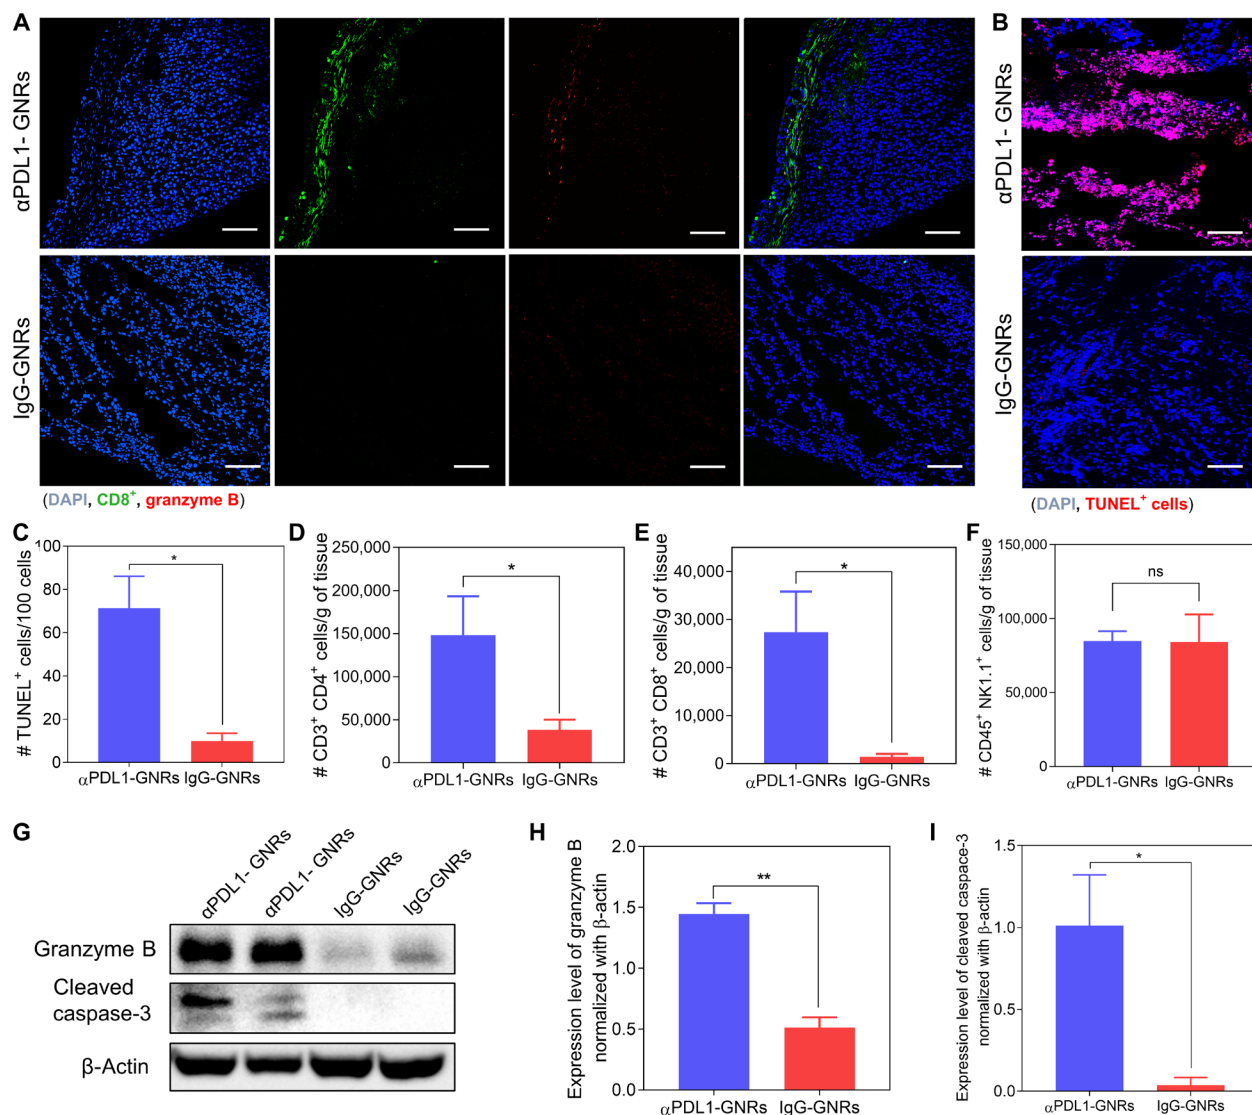 A
B
αPDL1- GNRs
αPDL1- GNRs
IgG-GNRs
IgG-GNRs
(DAPI, CD8⁺, granzyme B)
(DAPI, TUNEL⁺ cells)
C
# TUNEL⁺ cells/100 cells
100
80
60
40
20
0
*
αPDL1-GNRs
IgG-GNRs
D
# CD3⁺ CD4⁺ cells/g of tissue
250,000
200,000
150,000
100,000
50,000
0
*
αPDL1-GNRs
IgG-GNRs
E
# CD3⁺ CD8⁺ cells/g of tissue
40,000
30,000
20,000
10,000
0
*
αPDL1-GNRs
IgG-GNRs
F
# CD45⁺ NK1.1⁺ cells/g of tissue
150,000
100,000
50,000
0
ns
αPDL1-GNRs
IgG-GNRs
G
αPDL1- GNRs
αPDL1- GNRs
IgG-GNRs
IgG-GNRs
Granzyme B
Cleaved
caspase-3
β-Actin
H
Expression level of granzyme B
normalized with β-actin
2.0
1.5
1.0
0.5
0.0
**
αPDL1-GNRs
IgG-GNRs
I
Expression level of cleaved caspace-3
normalized with β-actin
1.5
1.0
0.5
0.0
*
αPDL1-GNRs
IgG-GNRs